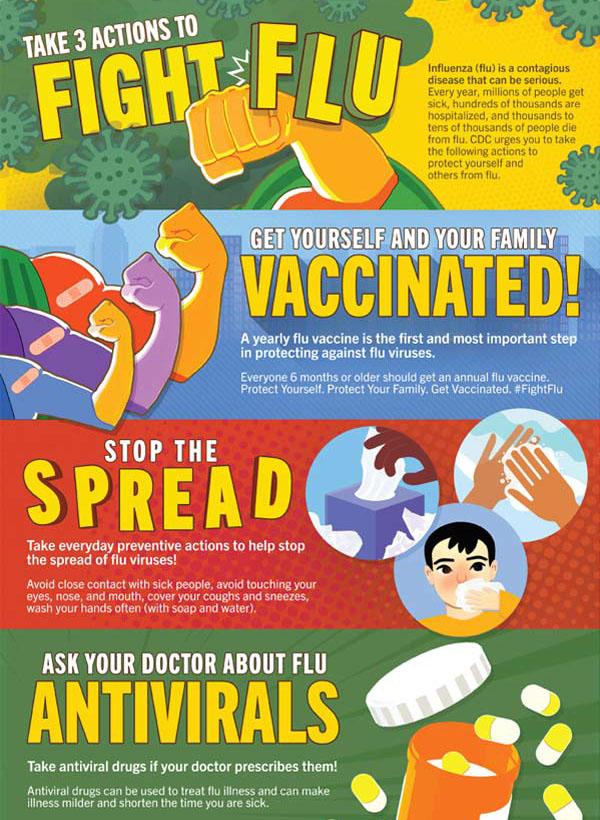 TAKE 3 ACTIONS TO
FIGHT FLU
Influenza (flu) is a contagious
disease that can be serious.
Every year, millions of people get
sick, hundreds of thousands are
hospitalized, and thousands to
tens of thousands of people die
from flu. CDC urges you to take
the following actions to
protect yourself and
others from flu.
GET YOURSELF AND YOUR FAMILY
VACCINATED!
A yearly flu vaccine is the first and most important step
in protecting against flu viruses.
Everyone 6 months or older should get an annual flu vaccine.
Protect Yourself. Protect Your Family. Get Vaccinated. #FightFlu
STOP THE
SPREAD
Take everyday preventive actions to help stop
the spread of flu viruses!
Avoid close contact with sick people, avoid touching your
eyes, nose, and mouth, cover your coughs and sneezes,
wash your hands often (with soap and water).
ASK YOUR DOCTOR ABOUT FLU
ANTIVIRALS
Take antiviral drugs if your doctor prescribes them!
Antiviral drugs can be used to treat flu illness and can make
illness milder and shorten the time you are sick.